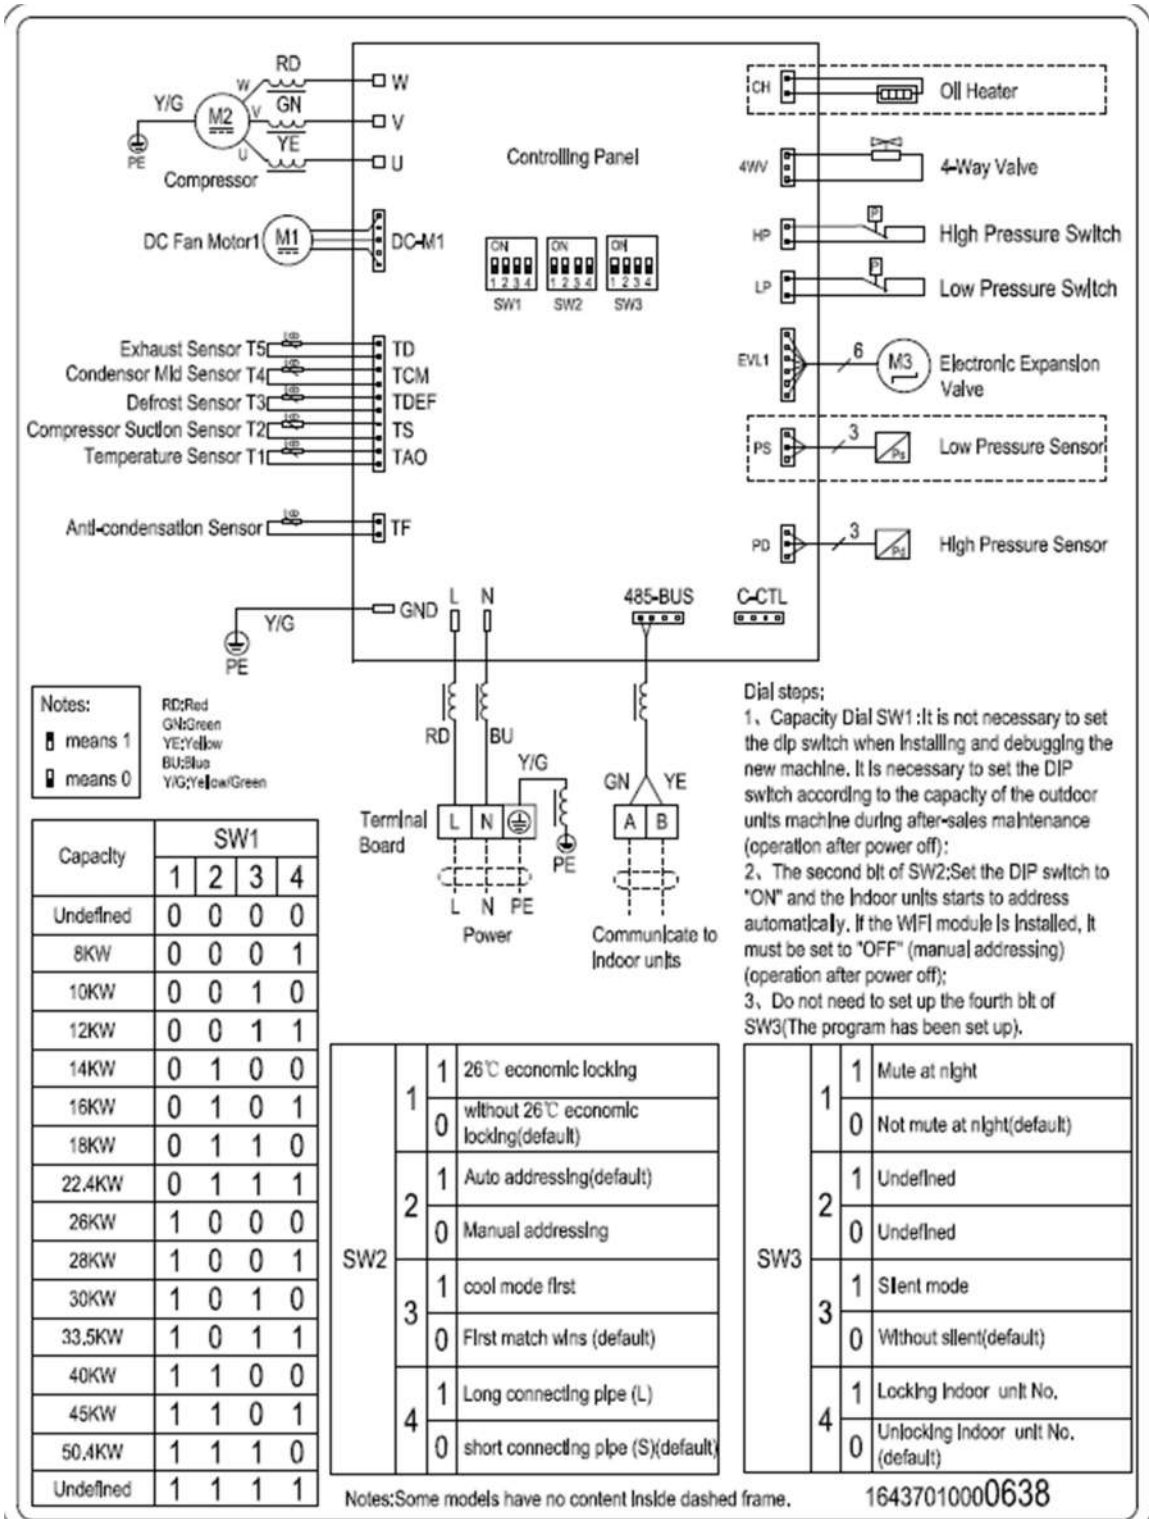 RD
W
W
Y/G
GN
M2
V
V
YE
PE
U
U
Compressor
DC Fan Motor1
M1
DC-M1
Controlling Panel
ON
ON
ON
1 2 3 4
1 2 3 4
1 2 3 4
SW1
SW2
SW3
Exhaust Sensor T5
TD
Condensor Mid Sensor T4
TCM
Defrost Sensor T3
TDEF
Compressor Suction Sensor T2
TS
Temperature Sensor T1
TAO
Anti-condensation Sensor
TF
CH
Oil Heater
4WV
4-Way Valve
HP
P
High Pressure Switch
LP
P
Low Pressure Switch
EVL1
6
M3
Electronic Expansion
Valve
PS
3
Ps
Low Pressure Sensor
PD
3
Pd
High Pressure Sensor
GND
Y/G
PE
L
N
485-BUS
C-CTL
RD
BU
Y/G
GN
YE
Terminal
Board
L
N
PE
A
B
L N PE
Power
Communicate to
indoor units
Notes:
means 1
means 0
RD:Red
GN:Green
YE:Yellow
BU:Blue
Y/G:Yellow/Green
Dial steps:
1、Capacity Dial SW1:It is not necessary to set
the dip switch when installing and debugging the
new machine. It is necessary to set the DIP
switch according to the capacity of the outdoor
units machine during after-sales maintenance
(operation after power off);
2、The second bit of SW2:Set the DIP switch to
"ON" and the indoor units starts to address
automatically. If the WIFI module is installed, it
must be set to "OFF" (manual addressing)
(operation after power off);
3、Do not need to set up the fourth bit of
SW3(The program has been set up).
Capacity SW1
1 2 3 4
Undefined 0 0 0 0
8KW 0 0 0 1
10KW 0 0 1 0
12KW 0 0 1 1
14KW 0 1 0 0
16KW 0 1 0 1
18KW 0 1 1 0
22.4KW 0 1 1 1
26KW 1 0 0 0
28KW 1 0 0 1
30KW 1 0 1 0
33.5KW 1 0 1 1
40KW 1 1 0 0
45KW 1 1 0 1
50.4KW 1 1 1 0
Undefined 1 1 1 1
SW2
1
1 26℃ economic locking
0 without 26℃ economic
locking(default)
2
1 Auto addressing(default)
0 Manual addressing
3
1 cool mode first
0 First match wins (default)
4
1 Long connecting pipe (L)
0 short connecting pipe (S)(default)
SW3
1
1 Mute at night
0 Not mute at night(default)
2
1 Undefined
0 Undefined
3
1 Silent mode
0 Without silent(default)
4
1 Locking indoor unit No.
0 Unlocking indoor unit No.
(default)
Notes:Some models have no content inside dashed frame.
16437010000638